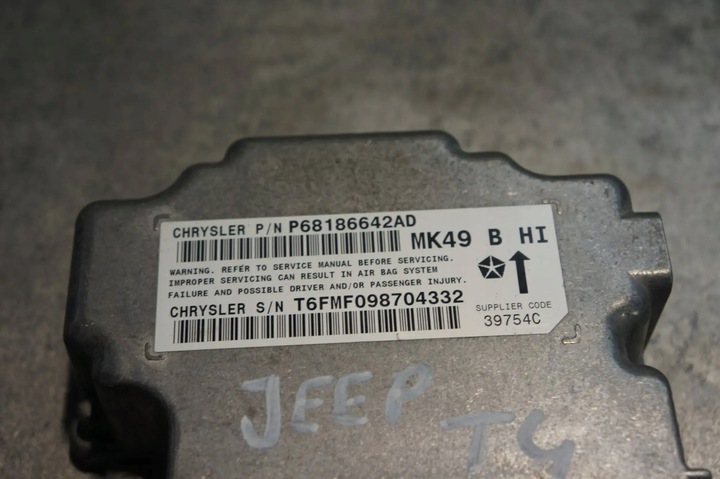 CHRYSLER P/N P68186642AD
MK49 B HI
WARNING. REFER TO SERVICE MANUAL BEFORE SERVICING.
IMPROPER SERVICING CAN RESULT IN AIR BAG SYSTEM
FAILURE AND POSSIBLE DRIVER AND/OR PASSENGER INJURY.
CHRYSLER S/N T6FMF098704332
SUPPLIER CODE
39754C
JEEP T4